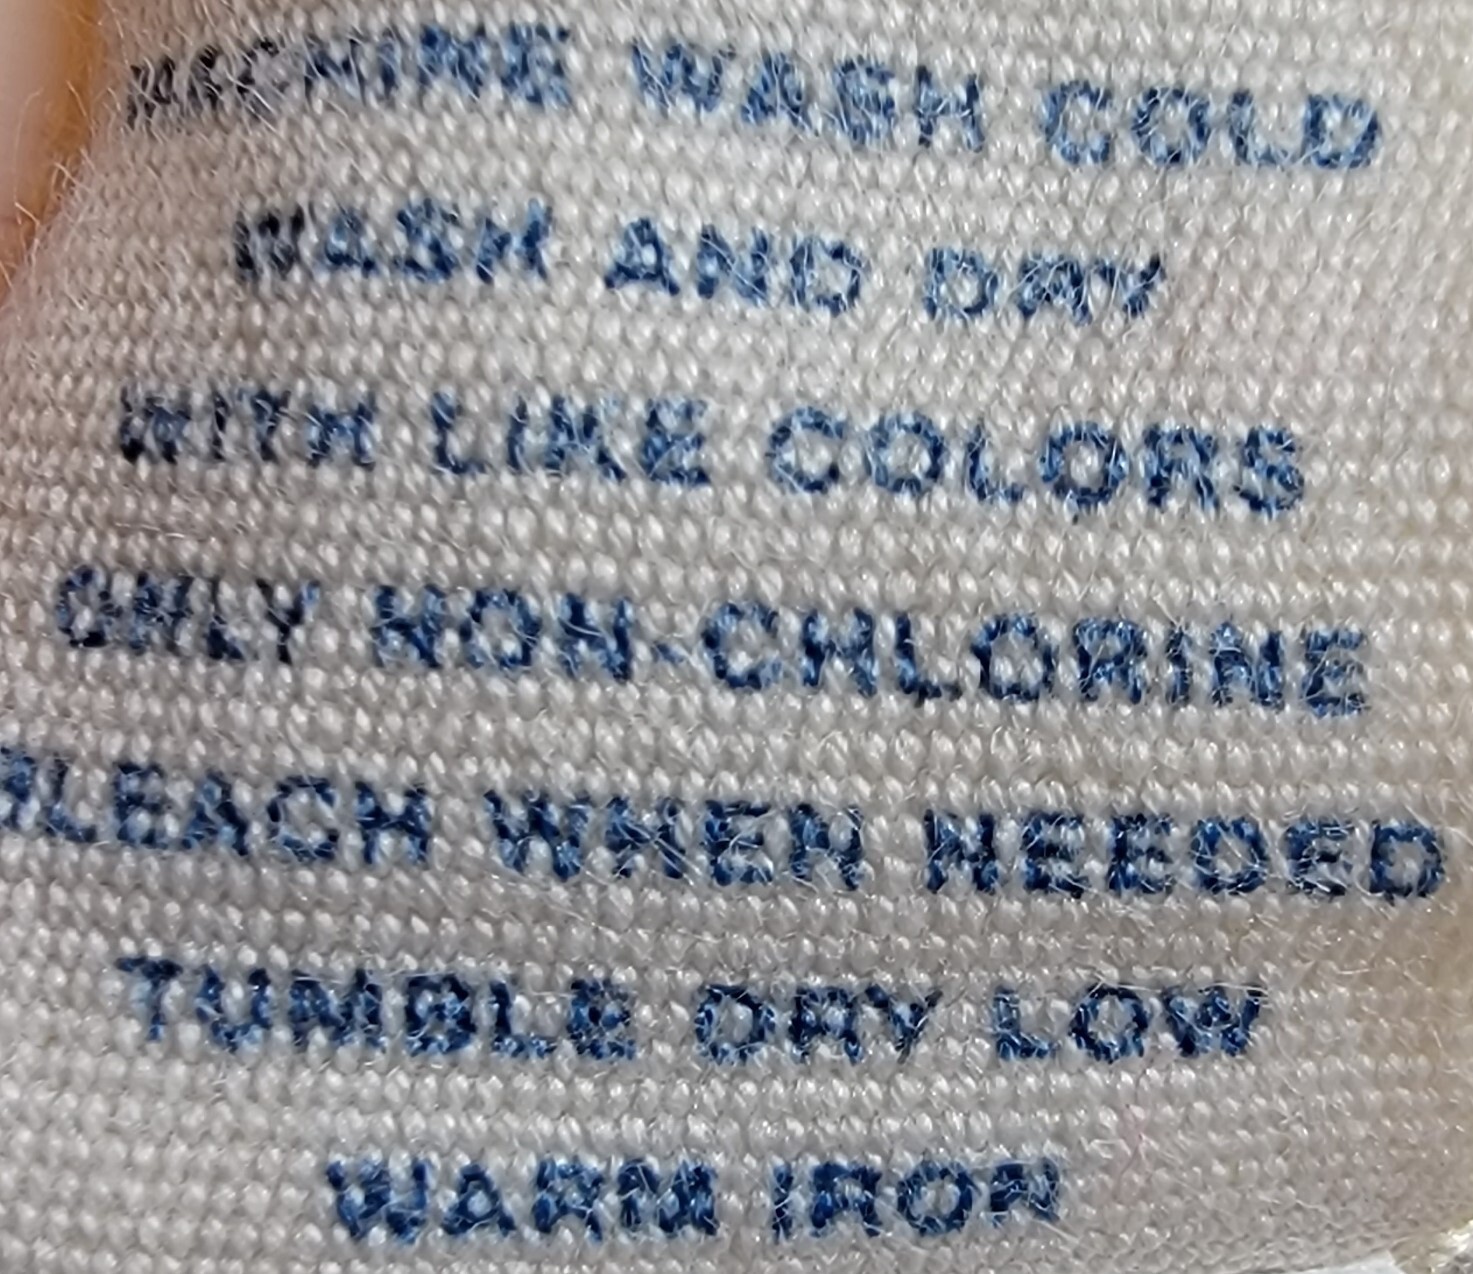 MACHINE WASH COLD
WASH AND DRY
WITH LIKE COLORS
ONLY NON-CHLORINE
BLEACH WHEN NEEDED
TUMBLE DRY LOW
WARM IRON